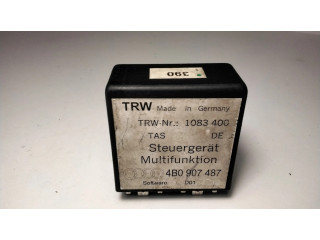 390
TRW Made in Germany
TRW-Nr.: 1083 400
TAS DE
Steuergerät
Multifunktion
4B0 907 487
Software: D01